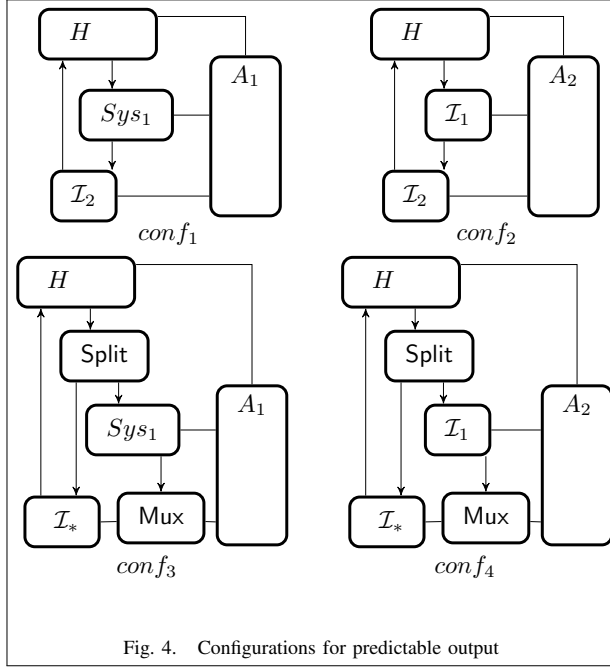 H H
A₁ A₂
Sys₁ 𝓘₁
𝓘₂ 𝓘₂
conf₁ conf₂
H H
Split Split
A₁ A₂
Sys₁ 𝓘₁
𝓘∗ Mux 𝓘∗ Mux
conf₃ conf₄
Fig. 4. Configurations for predictable output